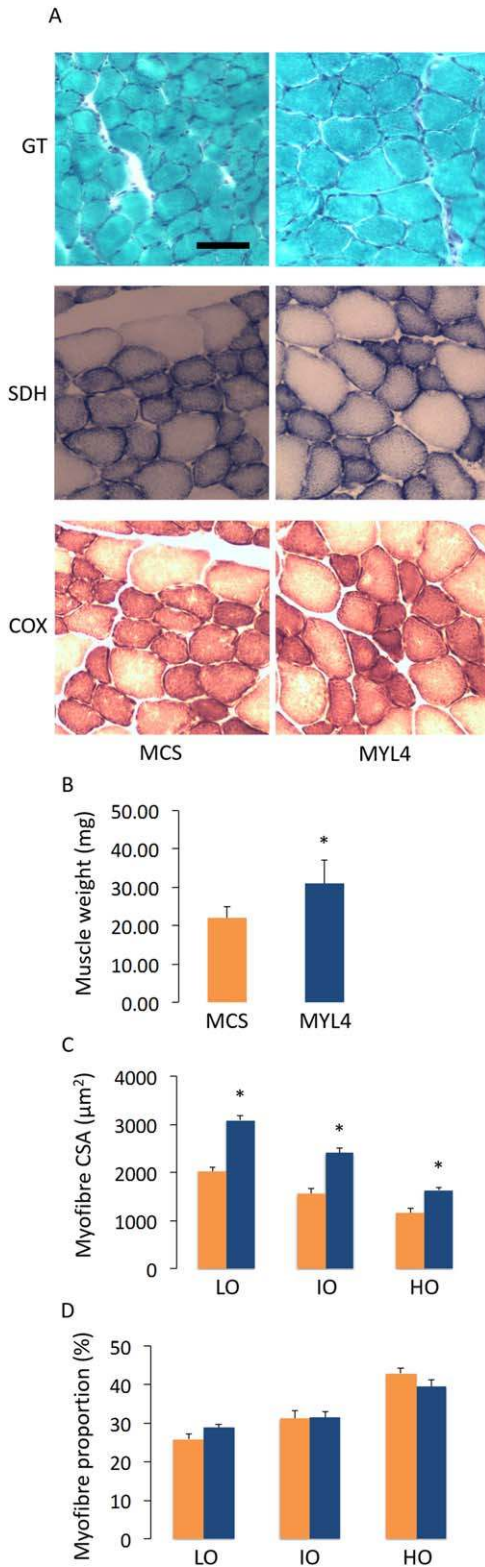 A
GT
SDH
COX
MCS MYL4
B
Muscle weight (mg)
50.00
40.00
30.00
20.00
10.00
0.00
*
MCS MYL4
C
Myofibre CSA (µm²)
4000
3000
2000
1000
0
* * *
LO IO HO
D
Myofibre proportion (%)
50
40
30
20
10
0
LO IO HO